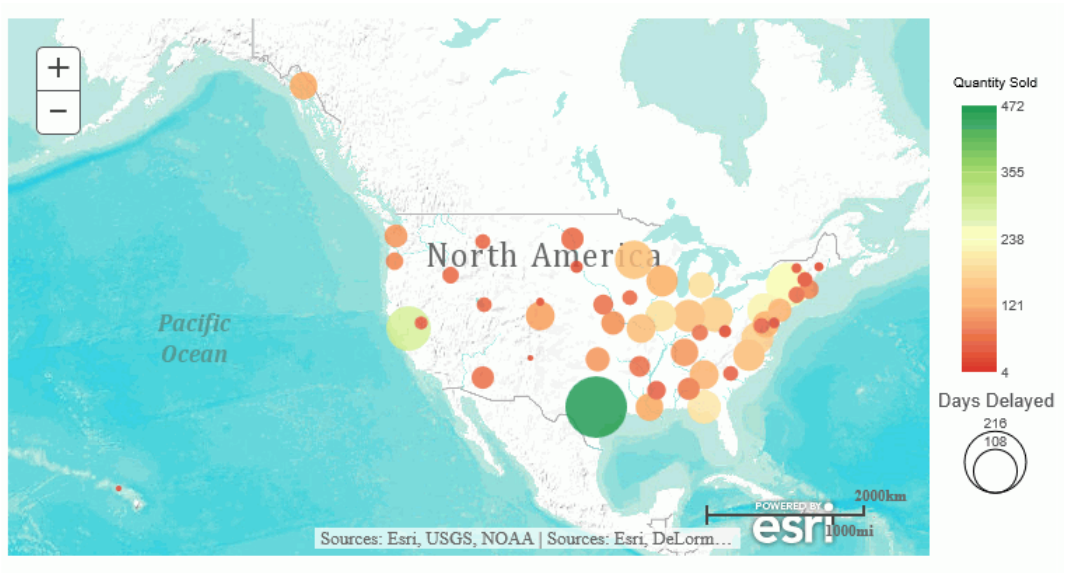 +
−
North America
Pacific
Ocean
Quantity Sold
472
355
238
121
4
Days Delayed
216
108
2000km
1000mi
POWERED BY
esri
Sources: Esri, USGS, NOAA | Sources: Esri, DeLorm...